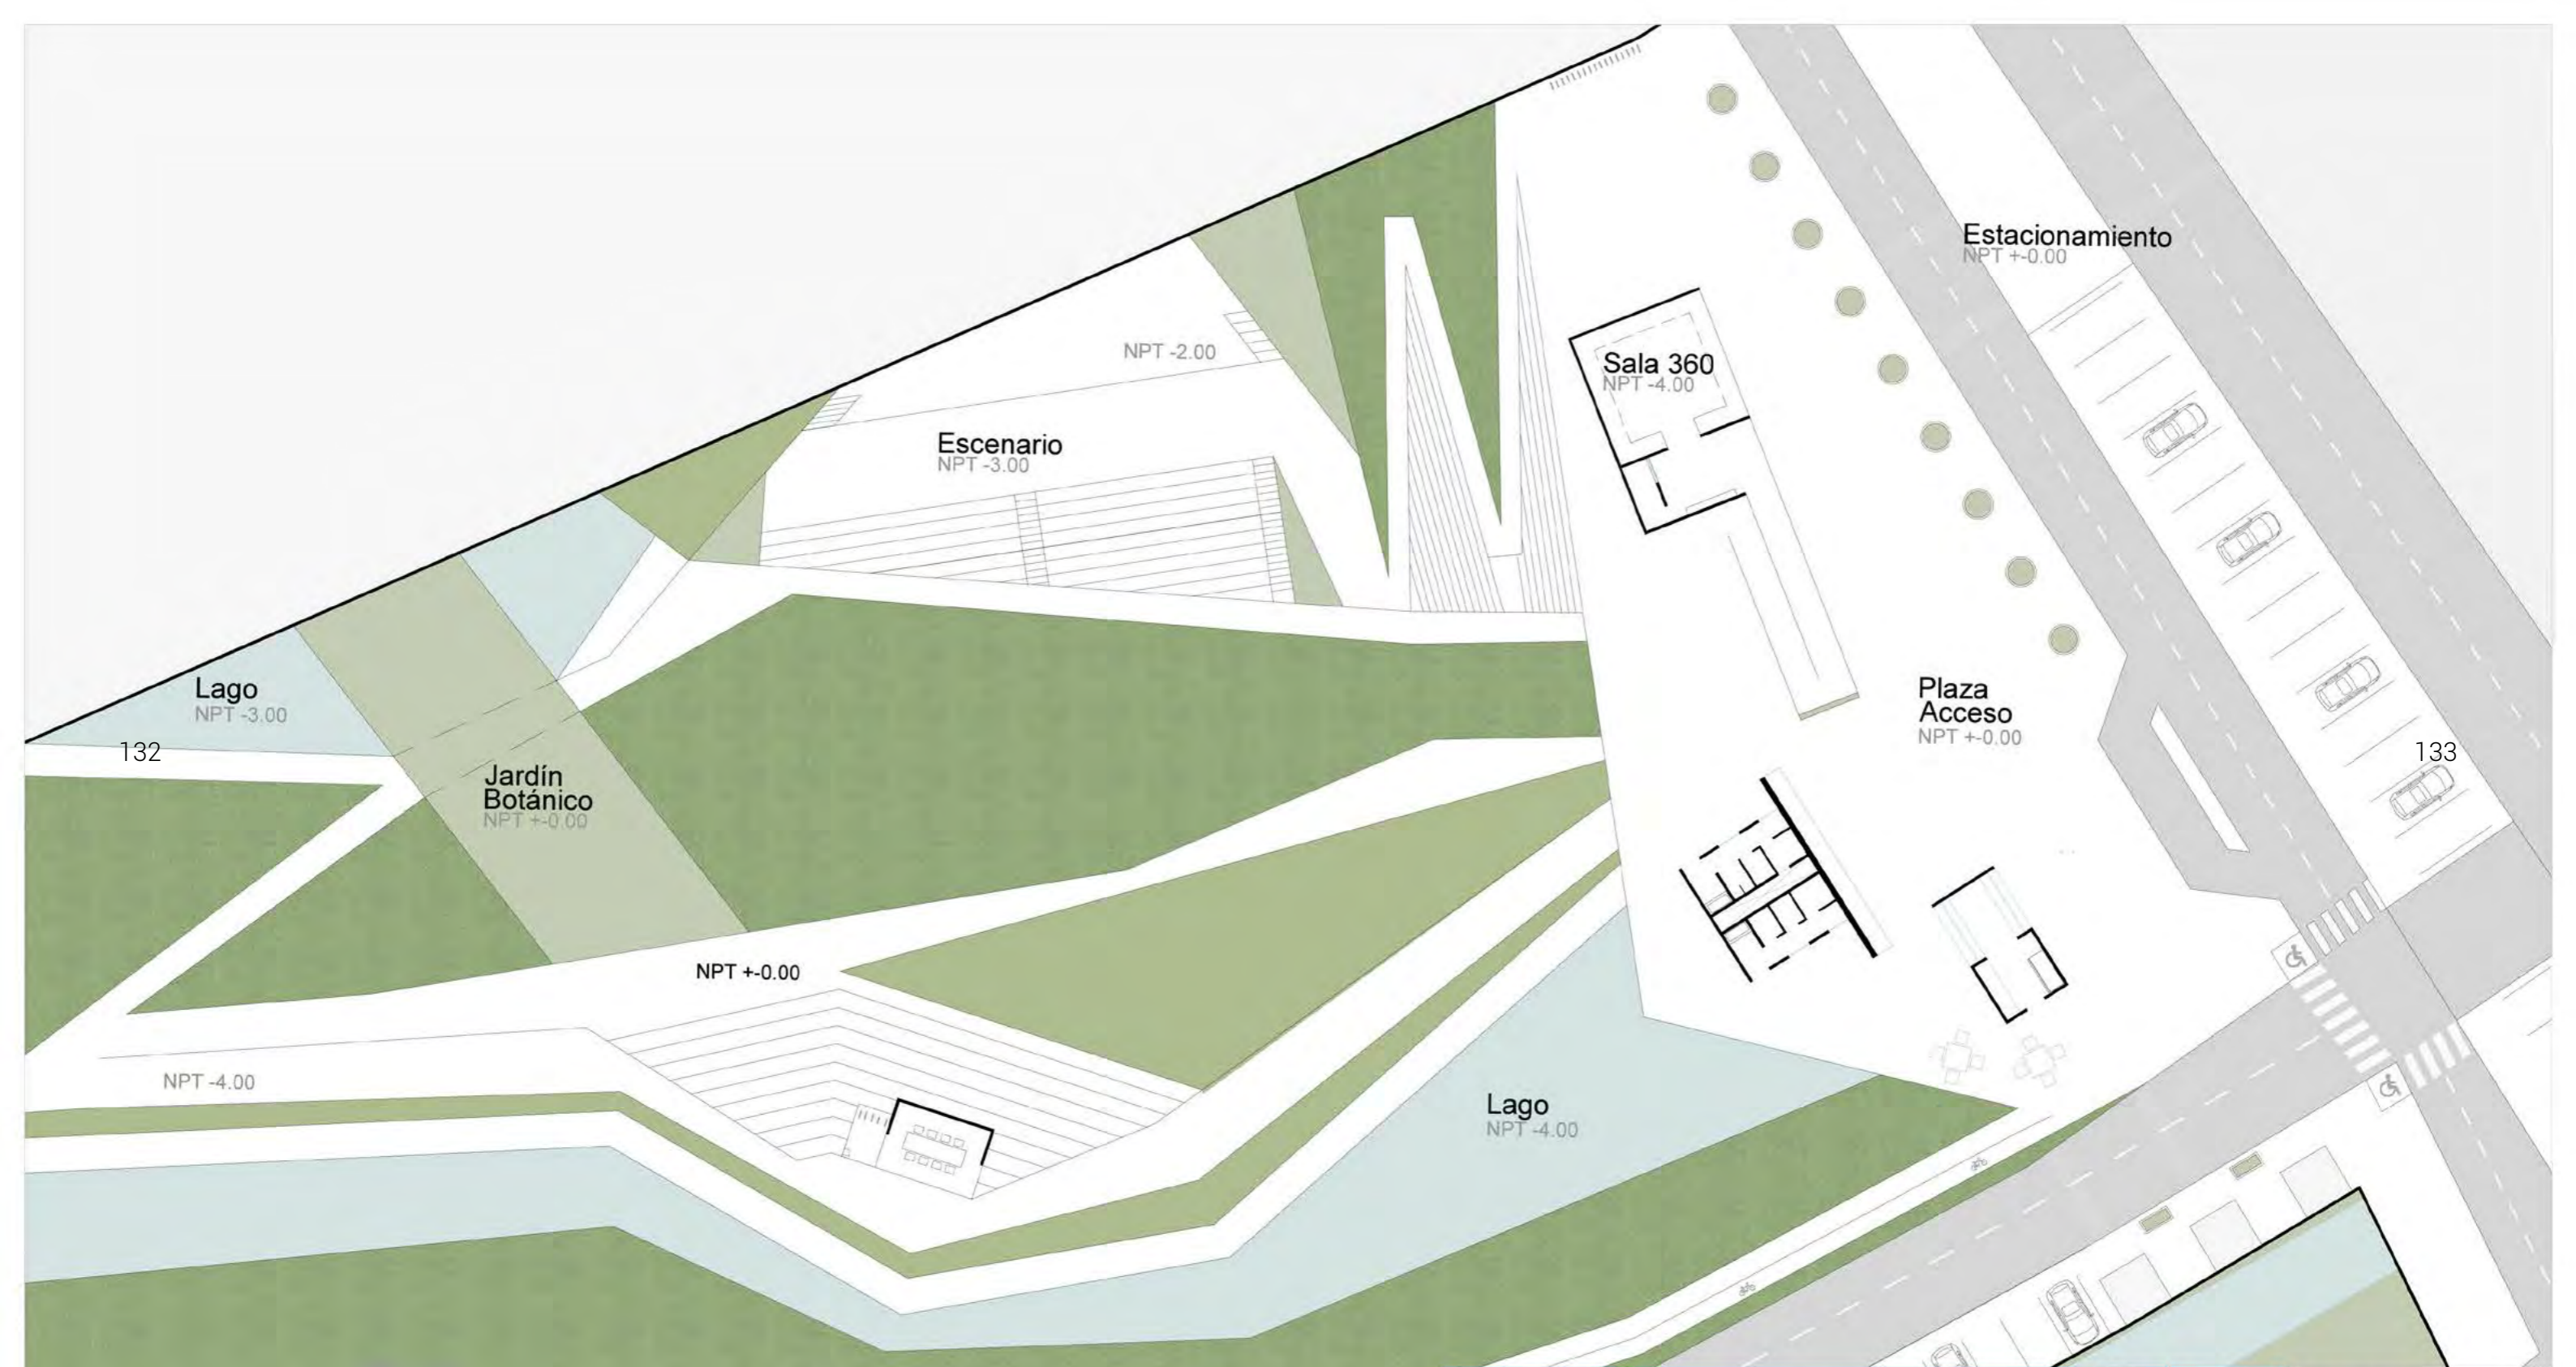 Estacionamiento
NPT +-0.00
NPT -2.00
Sala 360
NPT -4.00
Escenario
NPT -3.00
Lago
NPT -3.00
Plaza
Acceso
NPT +-0.00
132
133
Jardín
Botánico
NPT +-0.00
NPT +-0.00
NPT -4.00
Lago
NPT -4.00